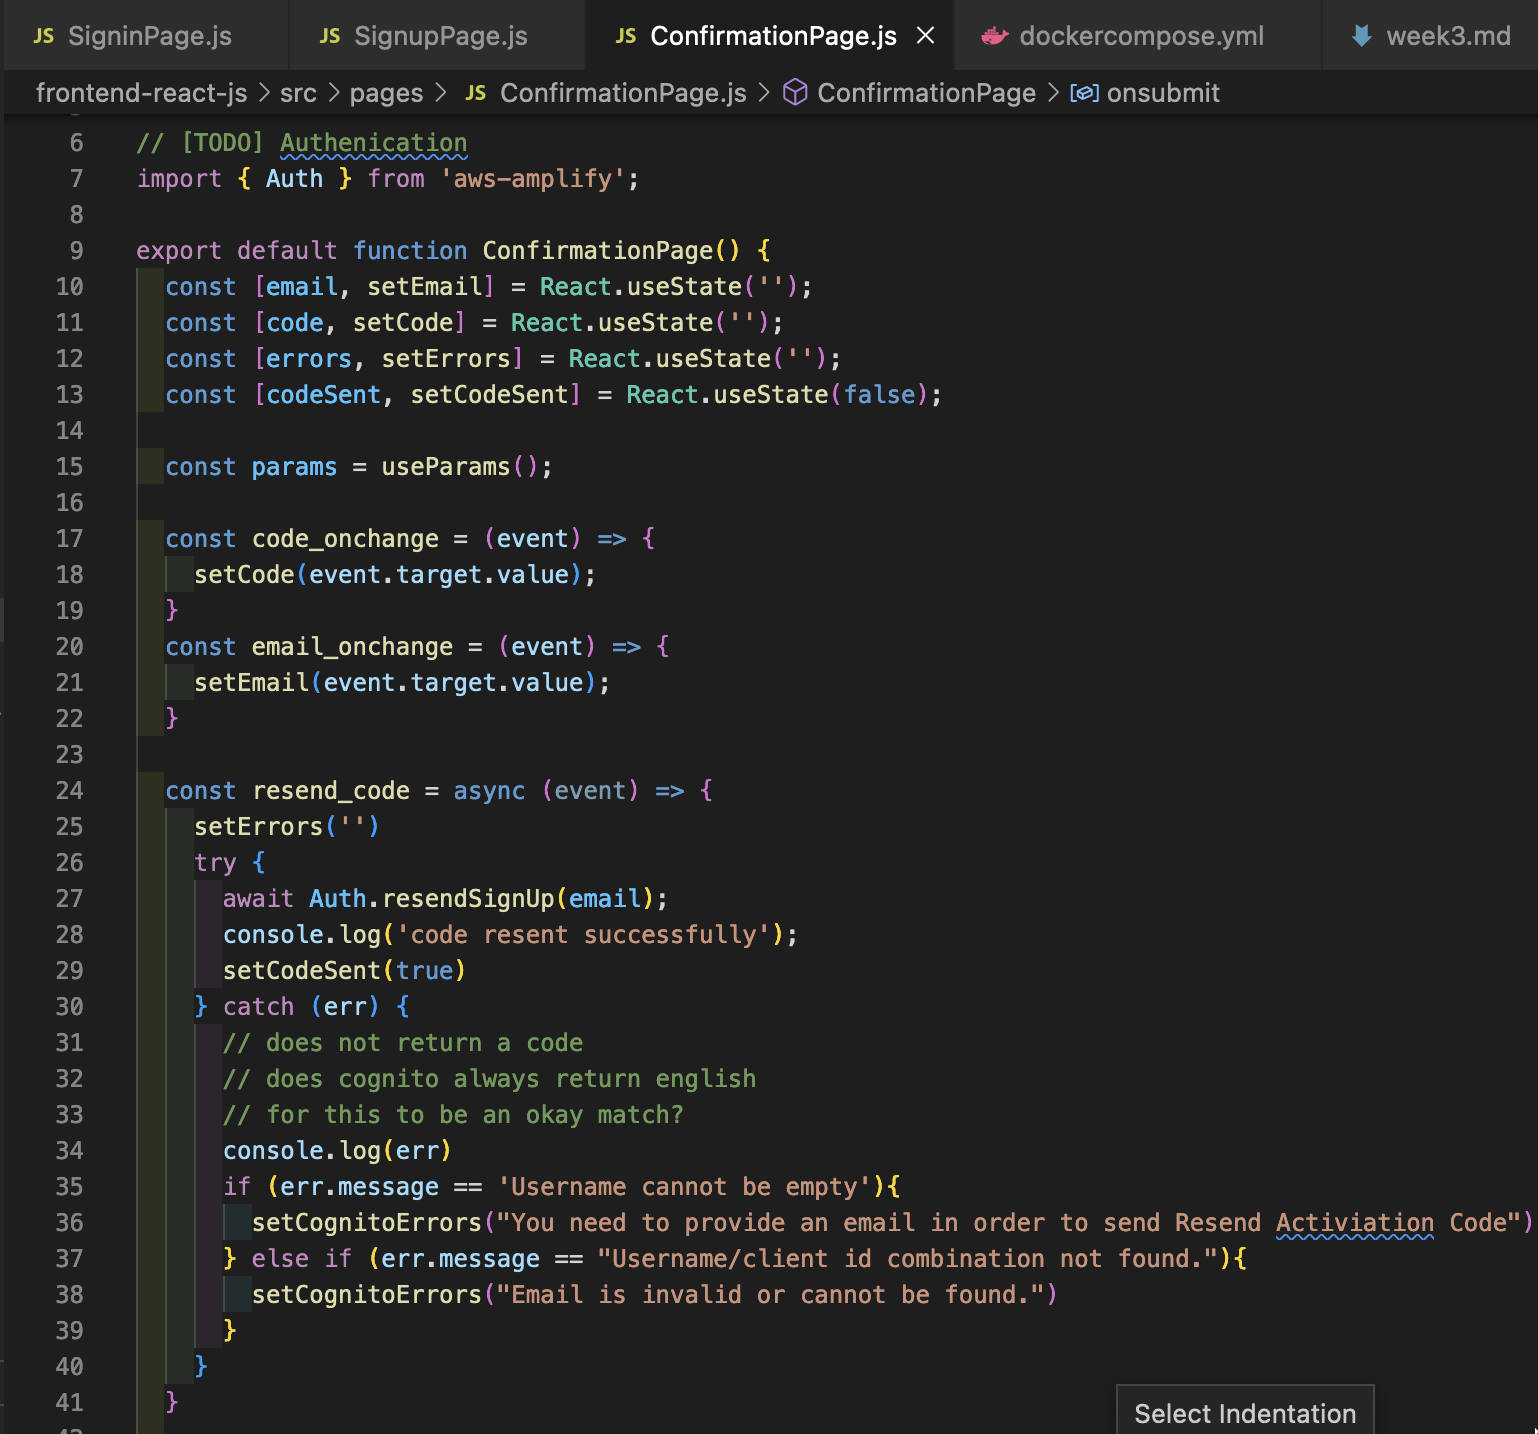 JS SigninPage.js JS SignupPage.js JS ConfirmationPage.js dockercompose.yml week3.md
frontend-react-js > src > pages > JS ConfirmationPage.js > ConfirmationPage > onsubmit
6 // [TODO] Authenication
7 import { Auth } from 'aws-amplify';
8
9 export default function ConfirmationPage() {
10 const [email, setEmail] = React.useState('');
11 const [code, setCode] = React.useState('');
12 const [errors, setErrors] = React.useState('');
13 const [codeSent, setCodeSent] = React.useState(false);
14
15 const params = useParams();
16
17 const code_onchange = (event) => {
18 setCode(event.target.value);
19 }
20 const email_onchange = (event) => {
21 setEmail(event.target.value);
22 }
23
24 const resend_code = async (event) => {
25 setErrors('')
26 try {
27 await Auth.resendSignUp(email);
28 console.log('code resent successfully');
29 setCodeSent(true)
30 } catch (err) {
31 // does not return a code
32 // does cognito always return english
33 // for this to be an okay match?
34 console.log(err)
35 if (err.message == 'Username cannot be empty'){
36 setCognitoErrors("You need to provide an email in order to send Resend Activiation Code")
37 } else if (err.message == "Username/client id combination not found."){
38 setCognitoErrors("Email is invalid or cannot be found.")
39 }
40 }
41 }
Select Indentation